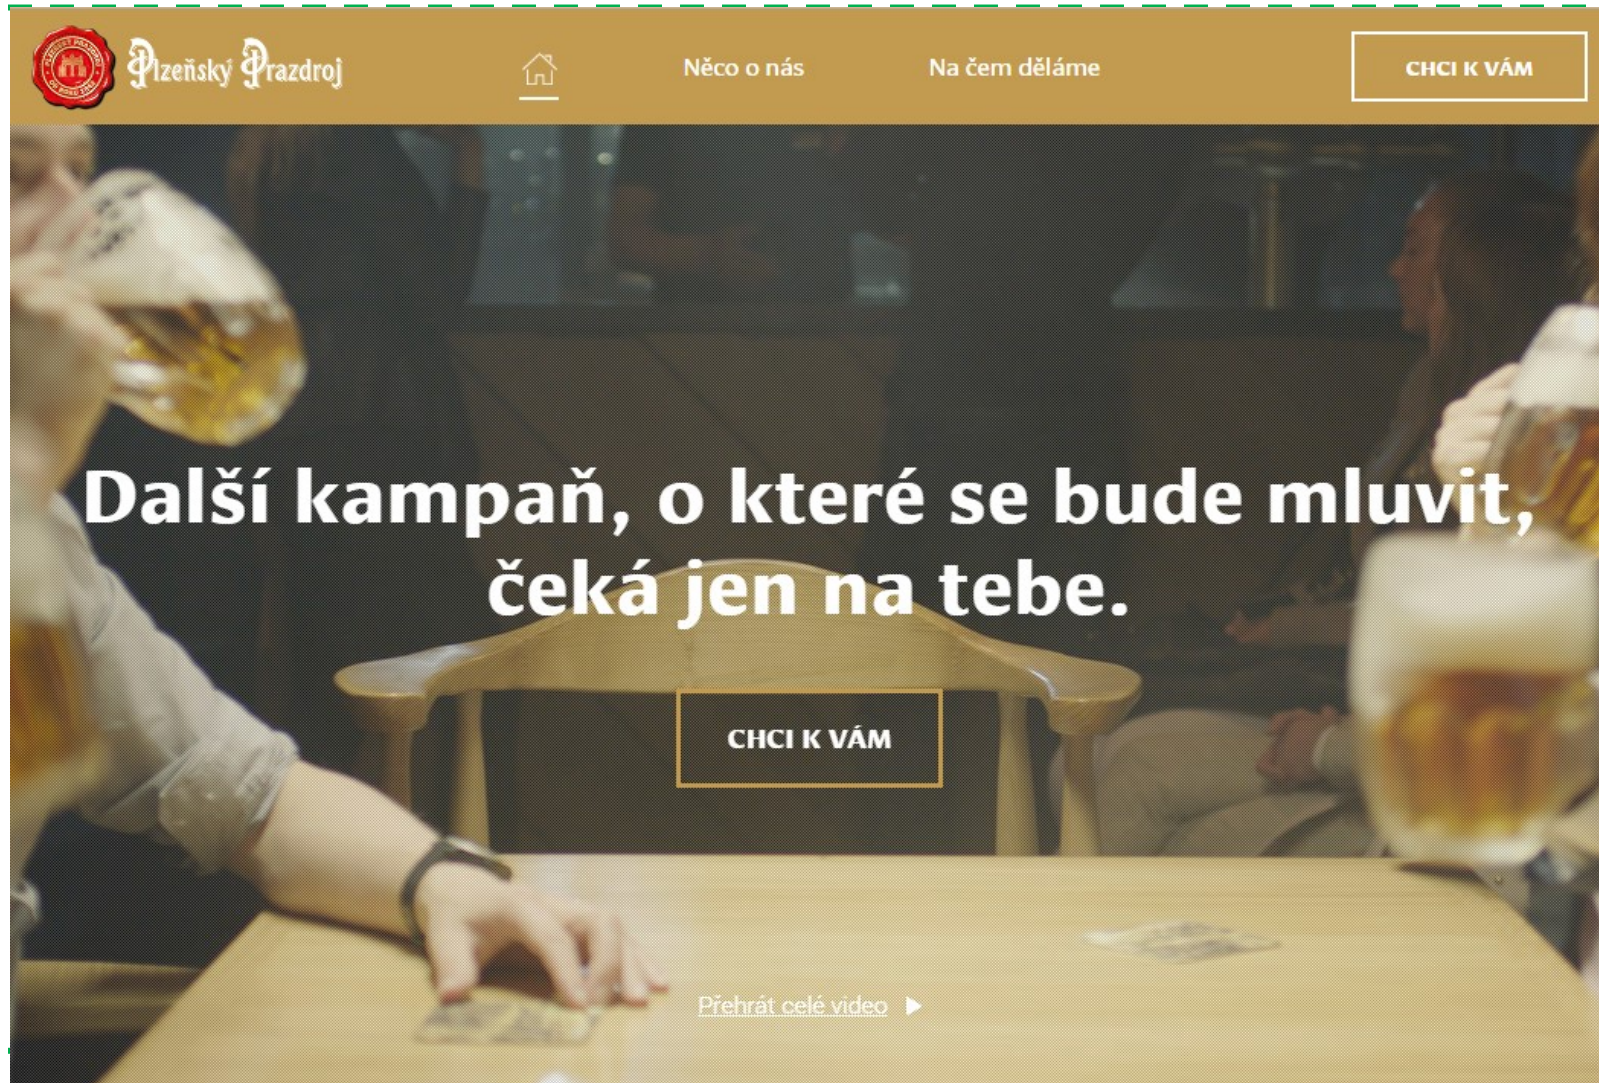 Plzeňský Prazdroj
Něco o nás
Na čem děláme
CHCI K VÁM
Další kampaň, o které se bude mluvit,
čeká jen na tebe.
CHCI K VÁM
Přehrát celé video